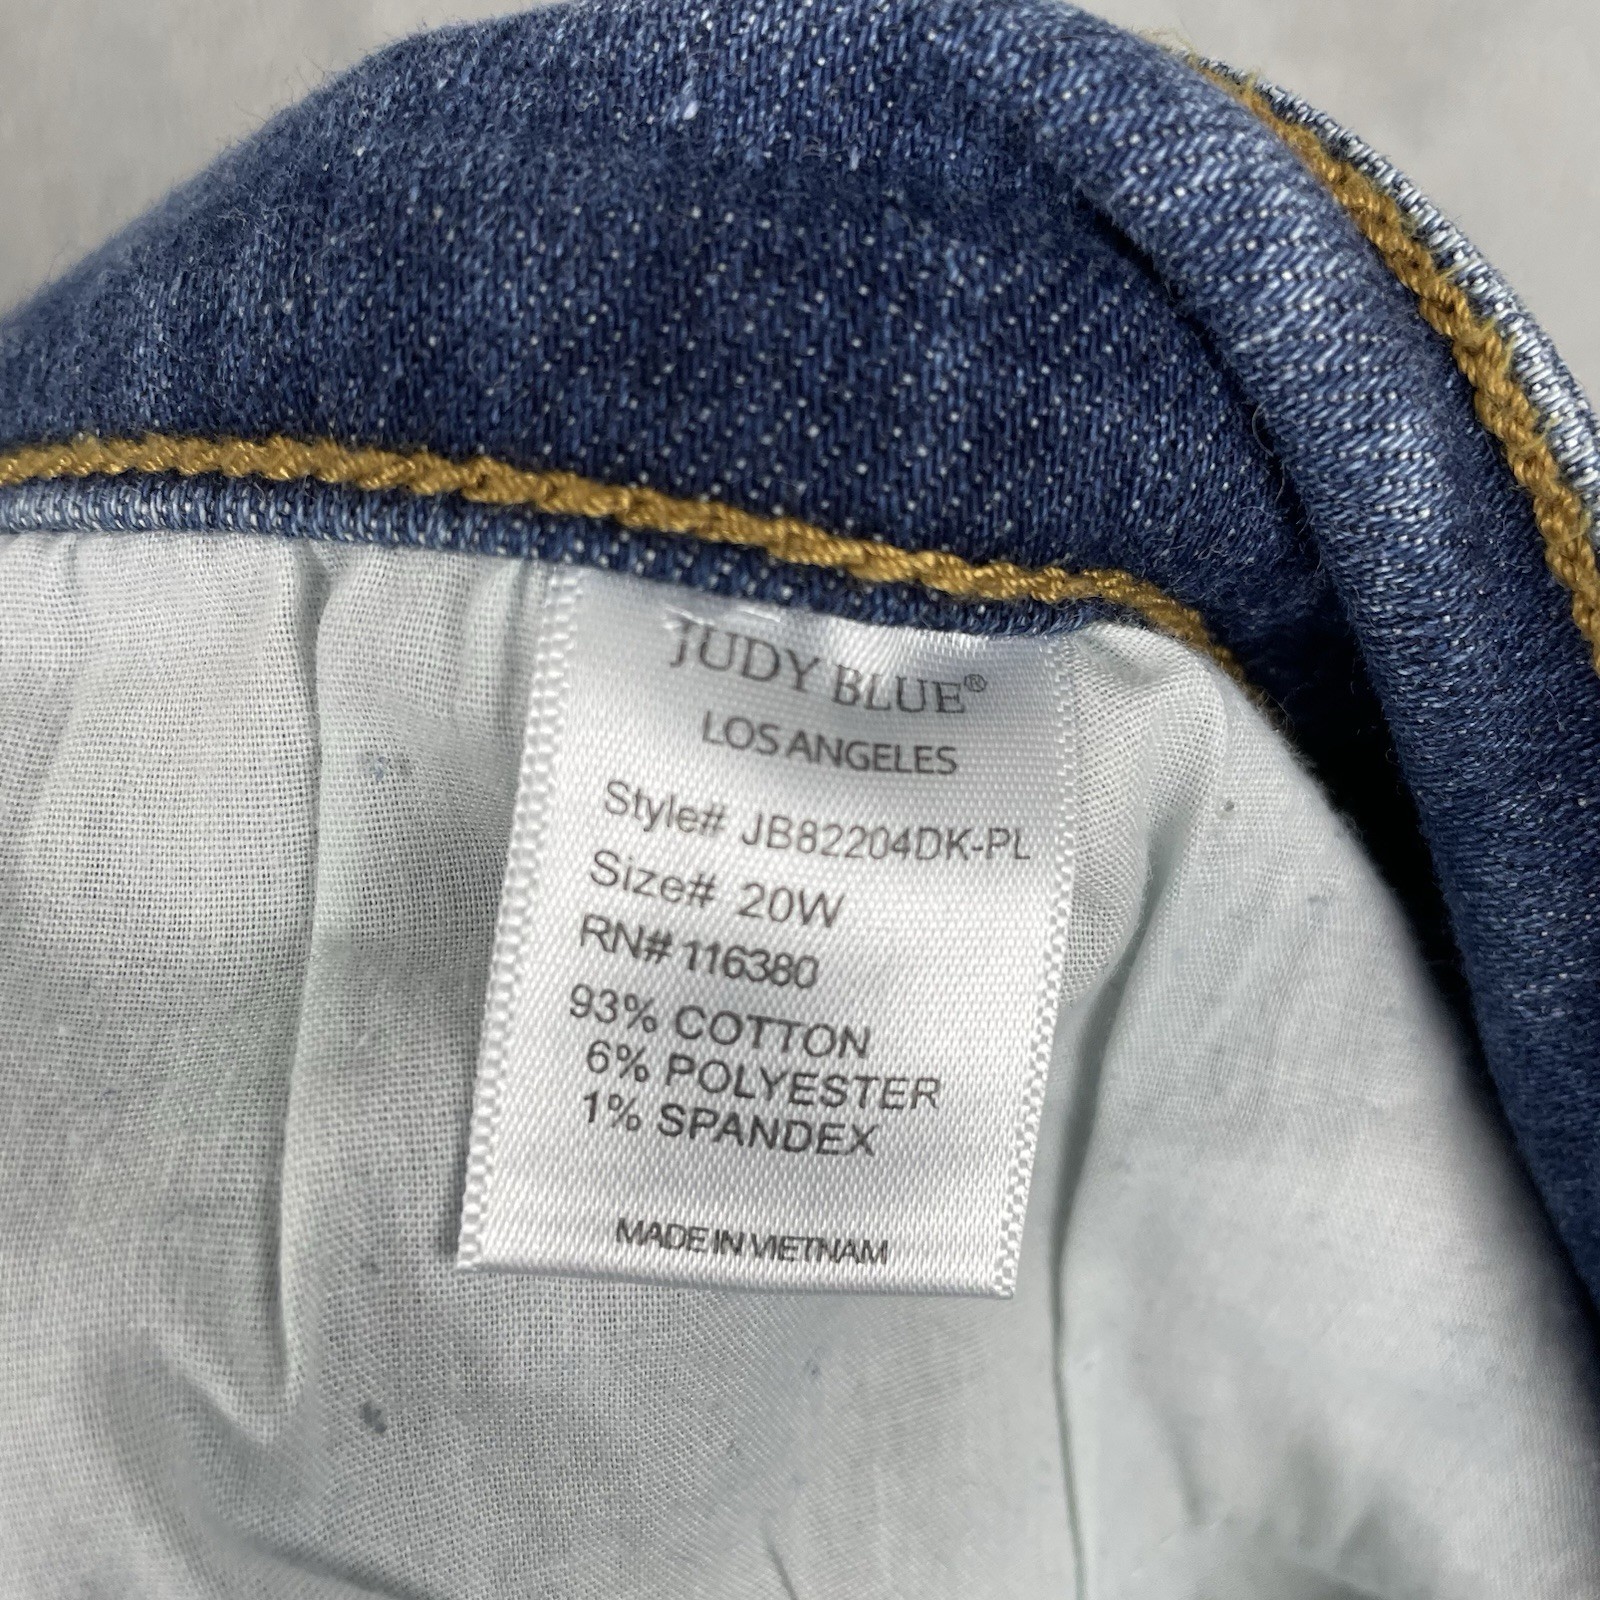 JUDY BLUE®
LOS ANGELES
Style# JB82204DK-PL
Size# 20W
RN# 116380
93% COTTON
6% POLYESTER
1% SPANDEX
MADE IN VIETNAM